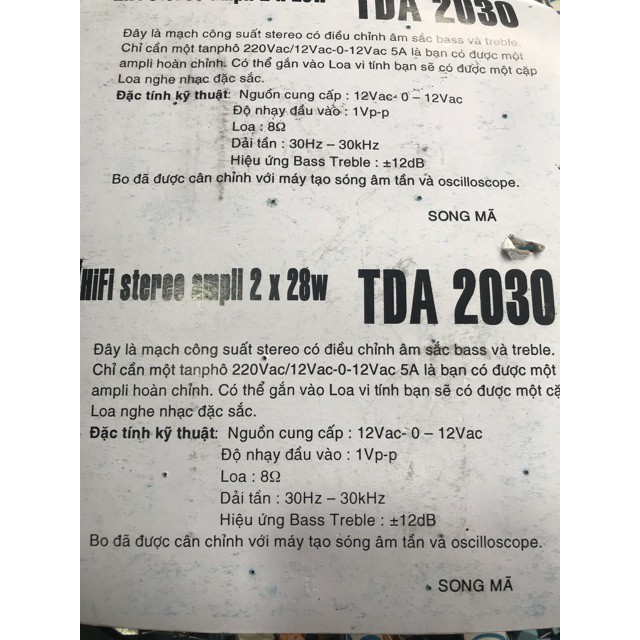 HiFI stereo ampli 2 x 28w TDA 2030
Đây là mạch công suất stereo có điều chỉnh âm sắc bass và treble.
Chỉ cần một tanphô 220Vac/12Vac-0-12Vac 5A là bạn có được một
ampli hoàn chỉnh. Có thể gắn vào Loa vi tính bạn sẽ có được một cặp
Loa nghe nhạc đặc sắc.
Đặc tính kỹ thuật: Nguồn cung cấp : 12Vac- 0 – 12Vac
Độ nhạy đầu vào : 1Vp-p
Loa : 8Ω
Dải tần : 30Hz – 30kHz
Hiệu ứng Bass Treble : ±12dB
Bo đã được cân chỉnh với máy tạo sóng âm tần và oscilloscope.
SONG MÃ
HiFI stereo ampli 2 x 28w TDA 2030
Đây là mạch công suất stereo có điều chỉnh âm sắc bass và treble.
Chỉ cần một tanphô 220Vac/12Vac-0-12Vac 5A là bạn có được một
ampli hoàn chỉnh. Có thể gắn vào Loa vi tính bạn sẽ có được một cặ
Loa nghe nhạc đặc sắc.
Đặc tính kỹ thuật: Nguồn cung cấp : 12Vac- 0 – 12Vac
Độ nhạy đầu vào : 1Vp-p
Loa : 8Ω
Dải tần : 30Hz – 30kHz
Hiệu ứng Bass Treble : ±12dB
Bo đã được cân chỉnh với máy tạo sóng âm tần và oscilloscope.
SONG MÃ